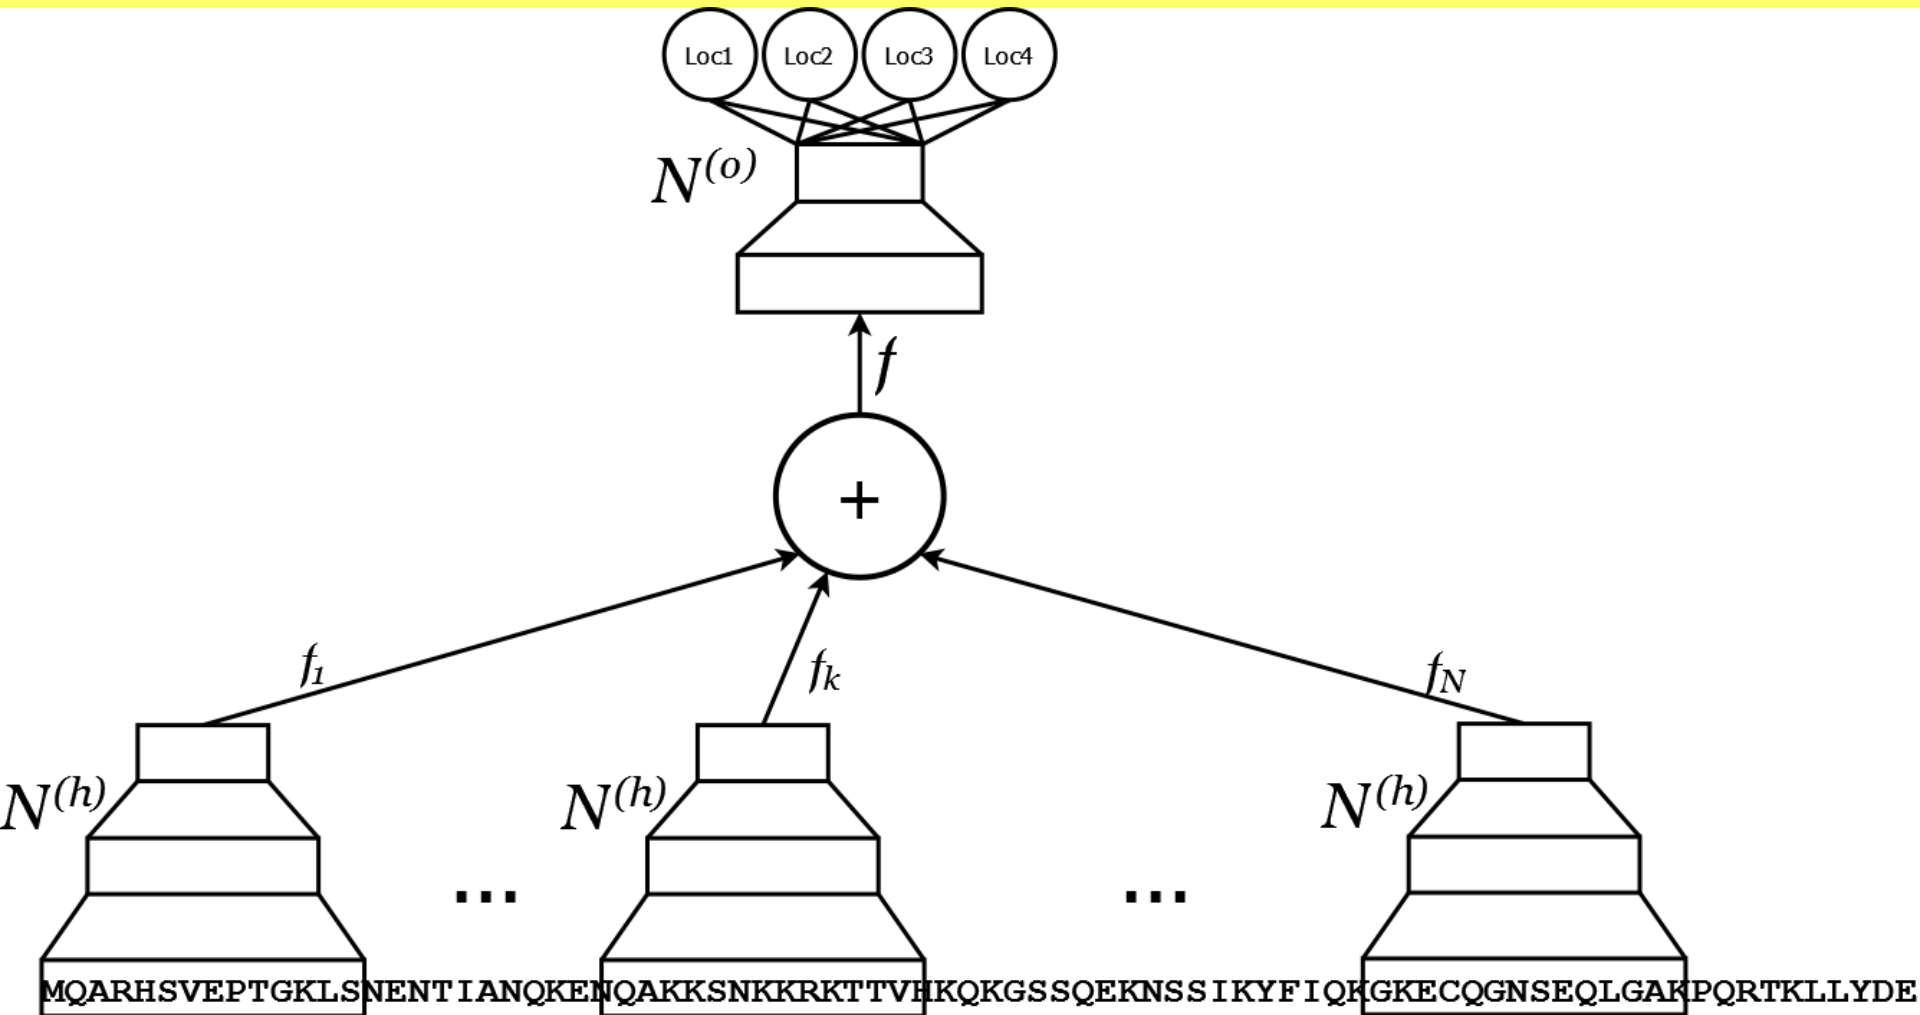 Loc1 Loc2 Loc3 Loc4
N(o)
f
+
f1 fk fN
N(h) N(h) N(h)
... ...
MQARHSVEPTGKLSNENTIANQKENQAKKSNKKRKTTVHKQKGSSQEKNSSIKYFIQKGKECQGNSEQLGAKPQRTKLLYDE